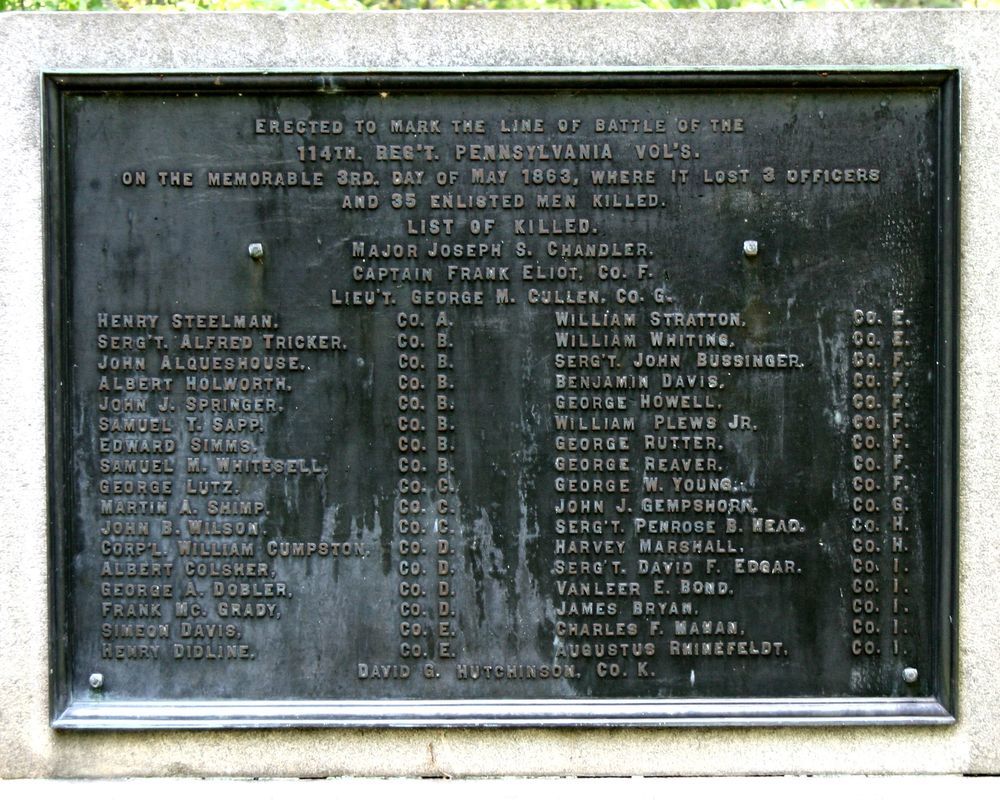 ERECTED TO MARK THE LINE OF BATTLE OF THE
114TH. REG'T. PENNSYLVANIA VOL'S.
ON THE MEMORABLE 3RD. DAY OF MAY 1863, WHERE IT LOST 3 OFFICERS
AND 35 ENLISTED MEN KILLED.
LIST OF KILLED.
MAJOR JOSEPH S. CHANDLER.
CAPTAIN FRANK ELIOT, CO. F.
LIEU'T. GEORGE M. CULLEN, CO. G.
HENRY STEELMAN. CO. A.
SERG'T. ALFRED TRICKER. CO. B.
JOHN ALQUESHOUSE. CO. B.
ALBERT HOLWORTH. CO. B.
JOHN J. SPRINGER. CO. B.
SAMUEL T. SAPP. CO. B.
EDWARD SIMMS. CO. B.
SAMUEL M. WHITESELL. CO. B.
GEORGE LUTZ. CO. C.
MARTIN A. SHIMP. CO. C.
JOHN B. WILSON. CO. C.
CORP'L. WILLIAM CUMPSTON. CO. D.
ALBERT COLSHER, CO. D.
GEORGE A. DOBLER, CO. D.
FRANK MC. GRADY, CO. D.
SIMEON DAVIS, CO. E.
HENRY DIDLINE. CO. E.
WILLIAM STRATTON, CO. E.
WILLIAM WHITING. CO. E.
SERG'T. JOHN BUSSINGER. CO. F.
BENJAMIN DAVIS, CO. F.
GEORGE HOWELL, CO. F.
WILLIAM PLEWS JR. CO. F.
GEORGE RUTTER. CO. F.
GEORGE REAVER. CO. F.
GEORGE W. YOUNG. CO. F.
JOHN J. GEMPSHORN. CO. G.
SERG'T. PENROSE B. HEAD. CO. H.
HARVEY MARSHALL, CO. H.
SERG'T. DAVID F. EDGAR. CO. I.
VANLEER E. BOND. CO. I.
JAMES BRYAN, CO. I.
CHARLES F. MAHAN, CO. I.
AUGUSTUS RHINEFELDT, CO. I.
DAVID G. HUTCHINSON, CO. K.